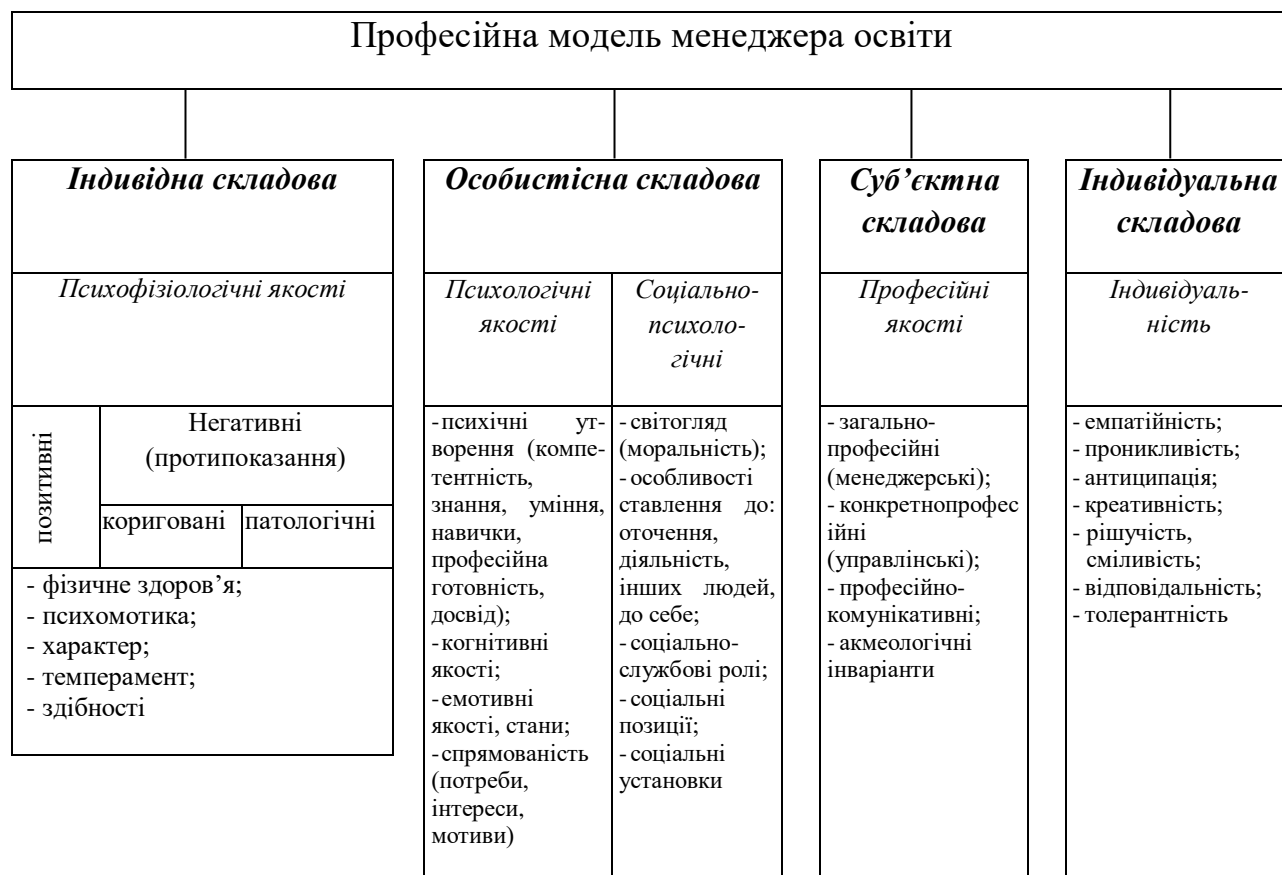 Професійна модель менеджера освіти
Індивідна складова
Психофізіологічні якості
позитивні
Негативні
(протипоказання)
кориговані
патологічні
- фізичне здоров’я;
- психомотика;
- характер;
- темперамент;
- здібності
Особистісна складова
Психологічні
якості
-психічні ут-
ворення (компе-
тентність,
знання, уміння,
навички,
професійна
готовність,
досвід);
-когнітивні
якості;
-емотивні
якості, стани;
-спрямованість
(потреби,
інтереси,
мотиви)
Соціально-
психоло-
гічні
-світогляд
(моральність);
-особливості
ставлення до:
оточення,
діяльність,
інших людей,
до себе;
-соціально-
службові ролі;
-соціальні
позиції;
-соціальні
установки
Суб’єктна
складова
Професійні
якості
- загально-
професійні
(менеджерські);
- конкретнопрофес
ійні
(управлінські);
- професійно-
комунікативні;
- акмеологічні
інваріанти
Індивідуальна
складова
Індивідуаль-
ність
- емпатійність;
- проникливість;
- антиципація;
- креативність;
- рішучість,
сміливість;
- відповідальність;
- толерантність